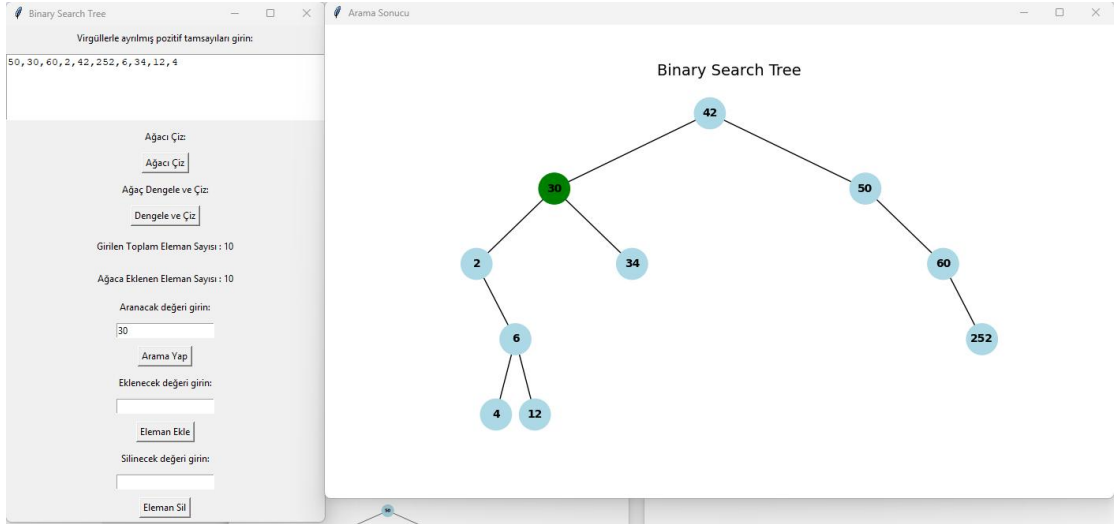 Binary Search Tree
Virgüllerle ayrılmış pozitif tamsayıları girin:
50,30,60,2,42,252,6,34,12,4
Ağacı Çiz:
Ağacı Çiz
Ağaç Dengele ve Çiz:
Dengele ve Çiz
Girilen Toplam Eleman Sayısı : 10
Ağaca Eklenen Eleman Sayısı : 10
Aranacak değeri girin:
30
Arama Yap
Eklenecek değeri girin:
Eleman Ekle
Silinecek değeri girin:
Eleman Sil
Arama Sonucu
Binary Search Tree
42
30
50
2
34
60
6
252
4
12